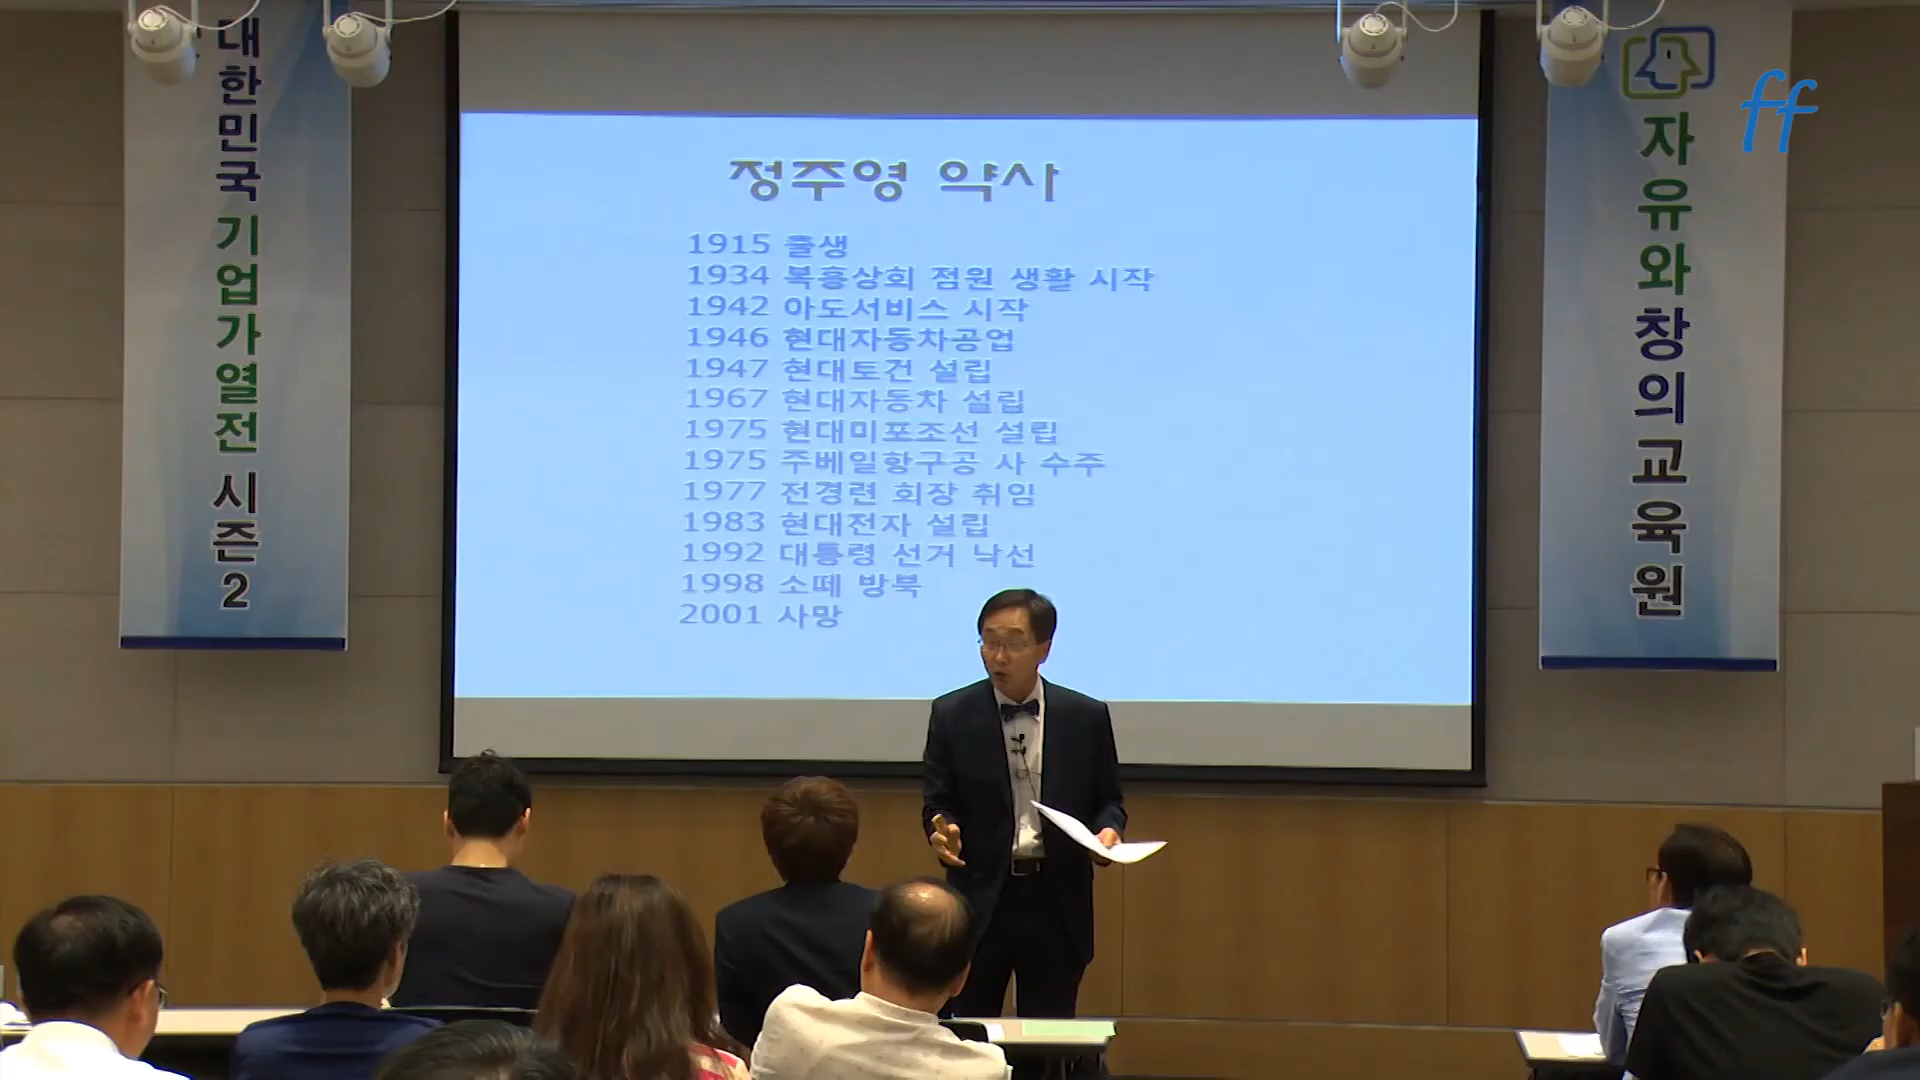 대한민국 기업가열전 시즌2
정주영 약사
1915 출생
1934 복흥상회 점원 생활 시작
1942 아도서비스 시작
1946 현대자동차공업
1947 현대토건 설립
1967 현대자동차 설립
1975 현대미포조선 설립
1975 주베일항구공 사 수주
1977 전경련 회장 취임
1983 현대전자 설립
1992 대통령 선거 낙선
1998 소떼 방북
2001 사망
자유와창의교육원
ff